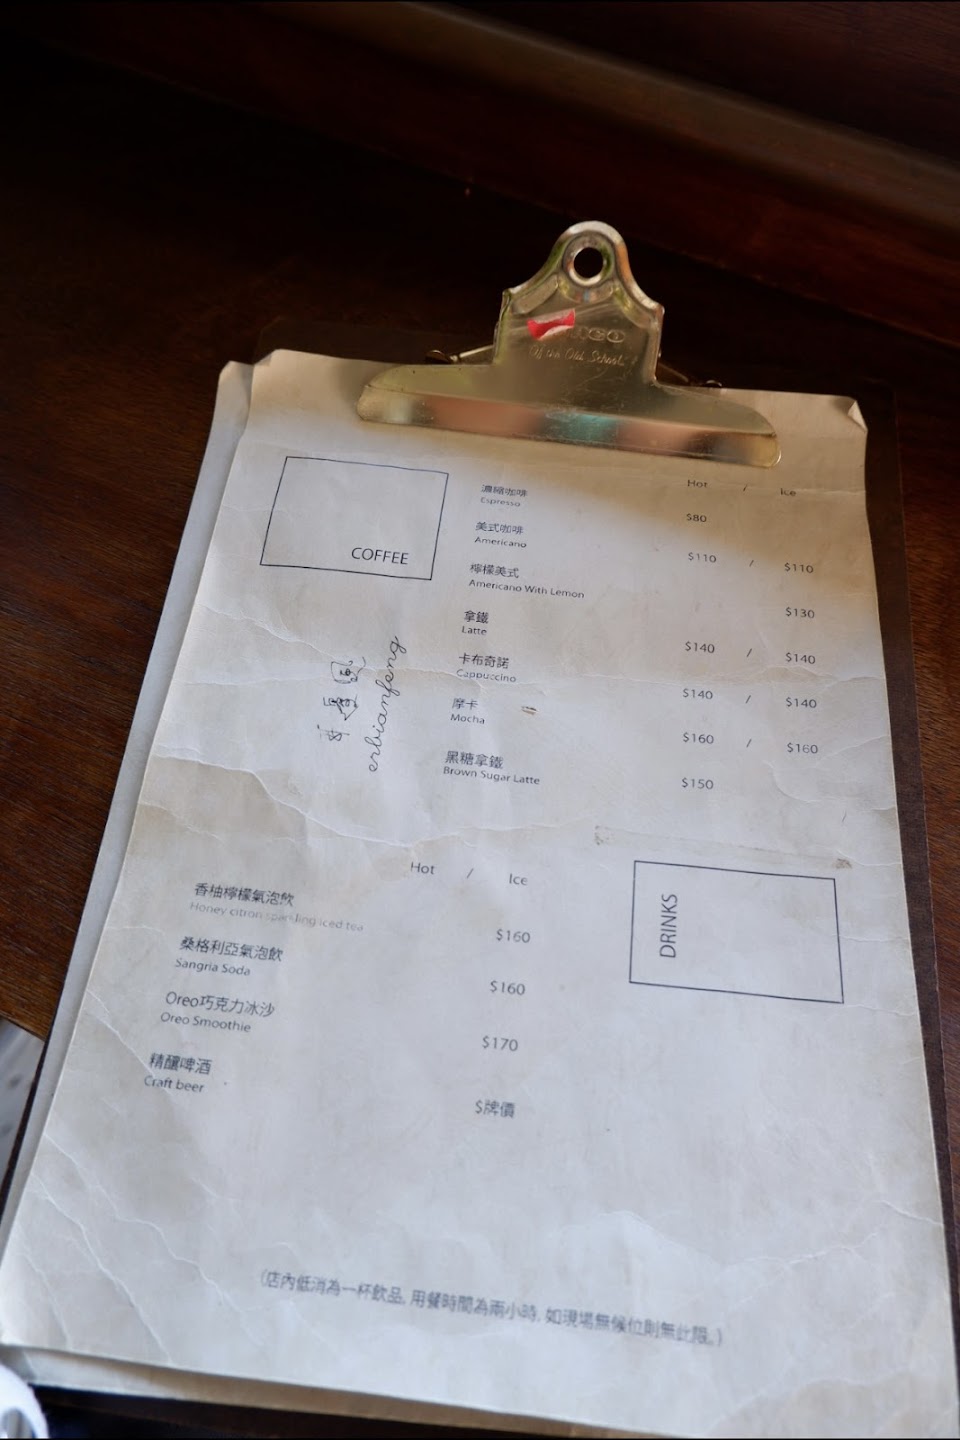 Of the Old School
COFFEE
Hot / Ice
濃縮咖啡
Espresso
$80
美式咖啡
Americano
$110 / $110
檸檬美式
Americano With Lemon
$130
拿鐵
Latte
$140 / $140
卡布奇諾
Cappuccino
$140 / $140
摩卡
Mocha
$160 / $160
黑糖拿鐵
Brown Sugar Latte
$150
erbianfeng
DRINKS
Hot / Ice
香柚檸檬氣泡飲
Honey citron sparkling iced tea
$160
桑格利亞氣泡飲
Sangria Soda
$160
Oreo巧克力冰沙
Oreo Smoothie
$170
精釀啤酒
Craft beer
$牌價
(店內低消為一杯飲品, 用餐時間為兩小時, 如現場無候位則無此限。)